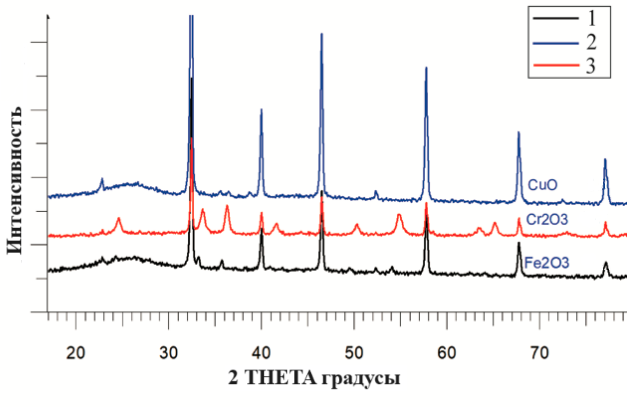 1
2
3
Интенсивность
CuO
Cr2O3
Fe2O3
20 30 40 50 60 70
2 THETA градусы